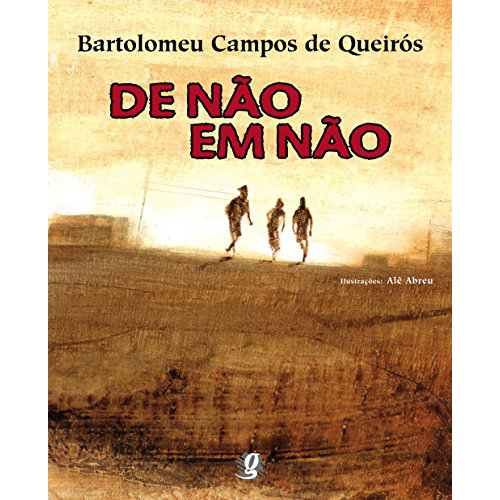 Bartolomeu Campos de Queirós
DE NÃO
EM NÃO
Ilustrações: Alê Abreu
g